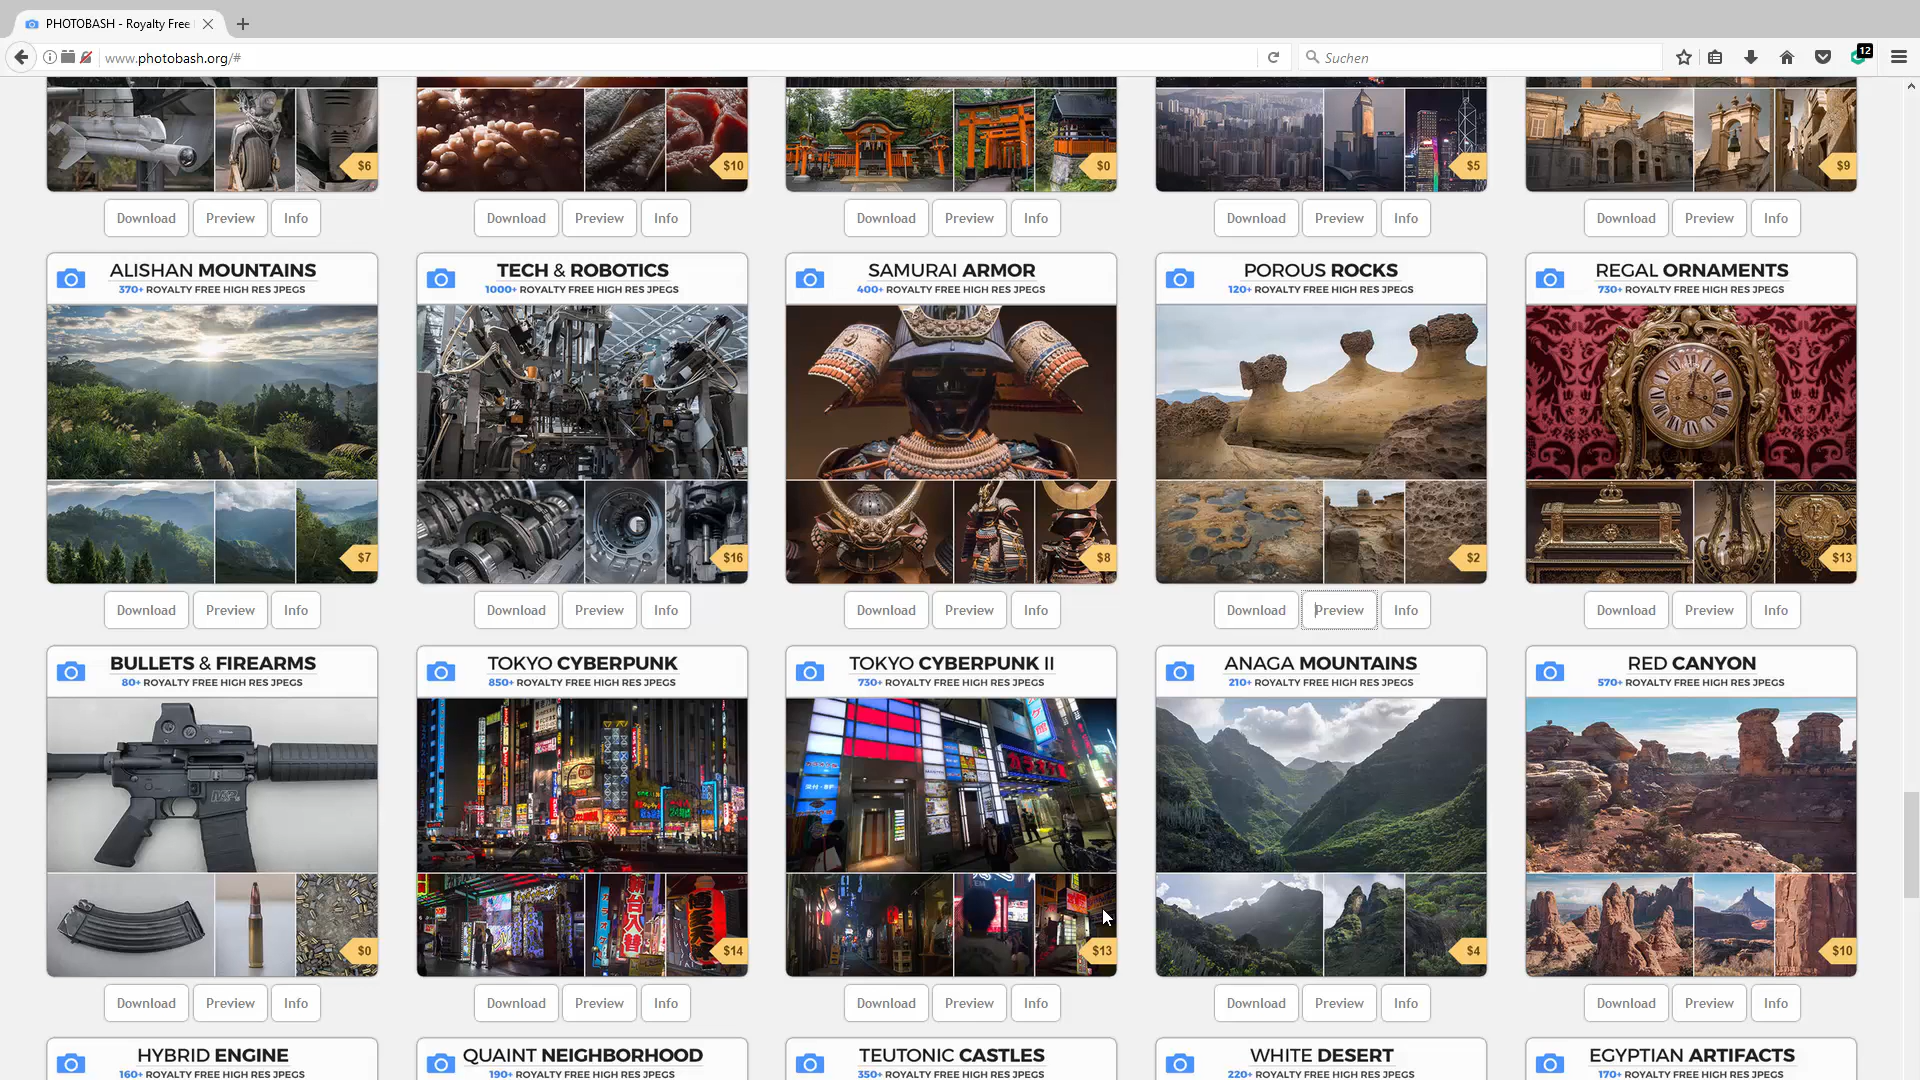 PHOTOBASH - Royalty Free
www.photobash.org/#
Suchen
12
$6
$10
$0
$5
$9
Download Preview Info
Download Preview Info
Download Preview Info
Download Preview Info
Download Preview Info
ALISHAN MOUNTAINS
370+ ROYALTY FREE HIGH RES JPEGS
$7
TECH & ROBOTICS
1000+ ROYALTY FREE HIGH RES JPEGS
$16
SAMURAI ARMOR
400+ ROYALTY FREE HIGH RES JPEGS
$8
POROUS ROCKS
120+ ROYALTY FREE HIGH RES JPEGS
$2
REGAL ORNAMENTS
730+ ROYALTY FREE HIGH RES JPEGS
$13
Download Preview Info
Download Preview Info
Download Preview Info
Download Preview Info
Download Preview Info
BULLETS & FIREARMS
80+ ROYALTY FREE HIGH RES JPEGS
$0
TOKYO CYBERPUNK
850+ ROYALTY FREE HIGH RES JPEGS
$14
TOKYO CYBERPUNK II
730+ ROYALTY FREE HIGH RES JPEGS
$13
ANAGA MOUNTAINS
210+ ROYALTY FREE HIGH RES JPEGS
$4
RED CANYON
570+ ROYALTY FREE HIGH RES JPEGS
$10
Download Preview Info
Download Preview Info
Download Preview Info
Download Preview Info
Download Preview Info
HYBRID ENGINE
160+ ROYALTY FREE HIGH RES JPEGS
QUAINT NEIGHBORHOOD
190+ ROYALTY FREE HIGH RES JPEGS
TEUTONIC CASTLES
350+ ROYALTY FREE HIGH RES JPEGS
WHITE DESERT
220+ ROYALTY FREE HIGH RES JPEGS
EGYPTIAN ARTIFACTS
170+ ROYALTY FREE HIGH RES JPEGS